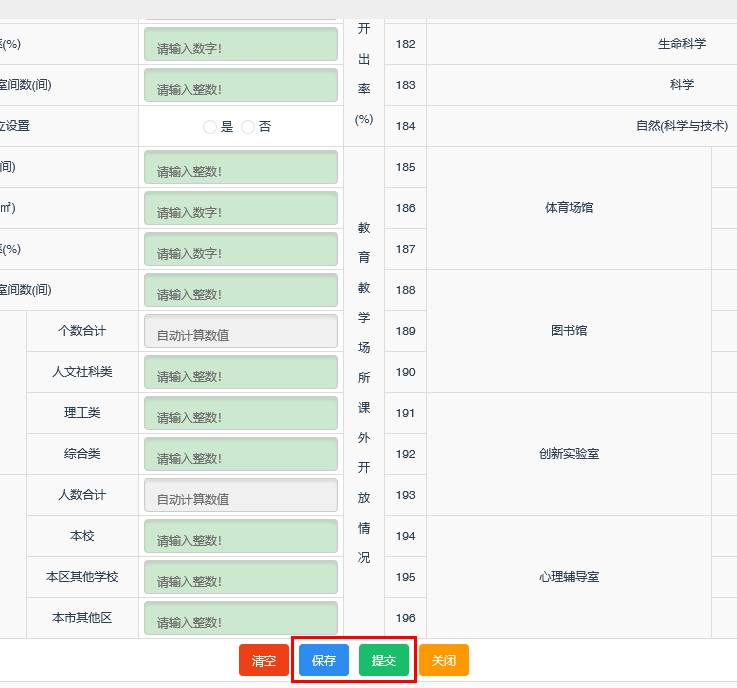 率(%) 请输入数字！ 182 生命科学
室间数(间) 请输入整数！ 183 科学
立设置 是 否 184 自然(科学与技术)
开出率(%)
间) 请输入整数！ 185
㎡) 请输入数字！ 186 体育场馆
率(%) 请输入数字！ 187
室间数(间) 请输入整数！ 188
个数合计 自动计算数值 189 图书馆
人文社科类 请输入整数！ 190
理工类 请输入整数！ 191
综合类 请输入整数！ 192 创新实验室
人数合计 自动计算数值 193
本校 请输入整数！ 194
本区其他学校 请输入整数！ 195 心理辅导室
本市其他区 请输入整数！ 196
教育教学场所课外开放情况
清空 保存 提交 关闭